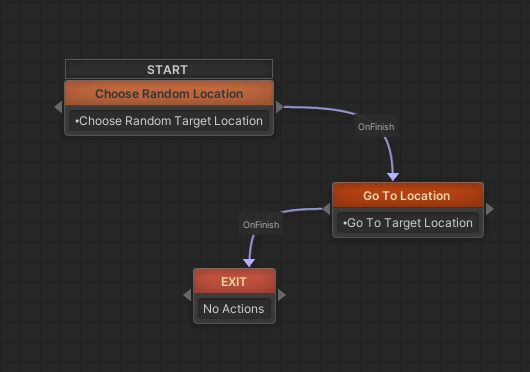 START
Choose Random Location
•Choose Random Target Location
OnFinish
Go To Location
•Go To Target Location
OnFinish
EXIT
No Actions